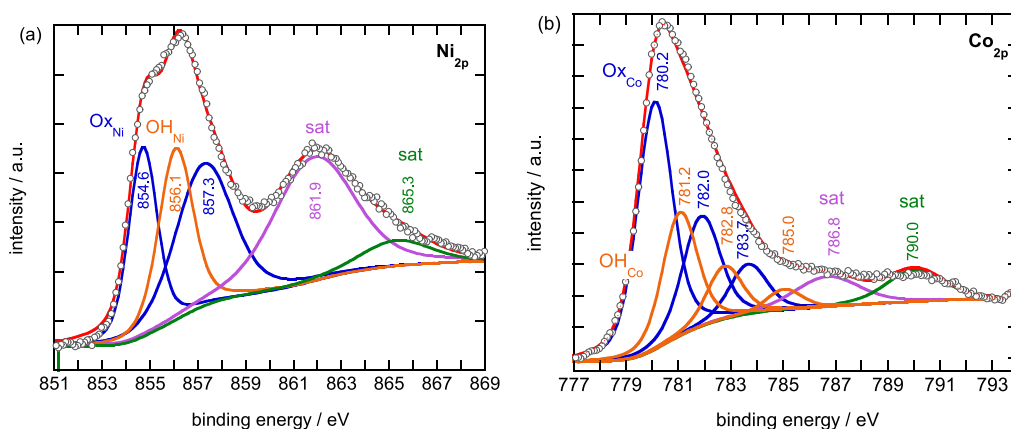 (a)
Ni2p
OxNi
OHNi
sat
sat
854.6
856.1
857.3
861.9
865.3
intensity / a.u.
851 853 855 857 859 861 863 865 867 869
binding energy / eV
(b)
Co2p
OxCo
780.2
OHCo
781.2
782.0
782.8
783.7
785.0
sat
786.8
sat
790.0
intensity / a.u.
777 779 781 783 785 787 789 791 793
binding energy / eV